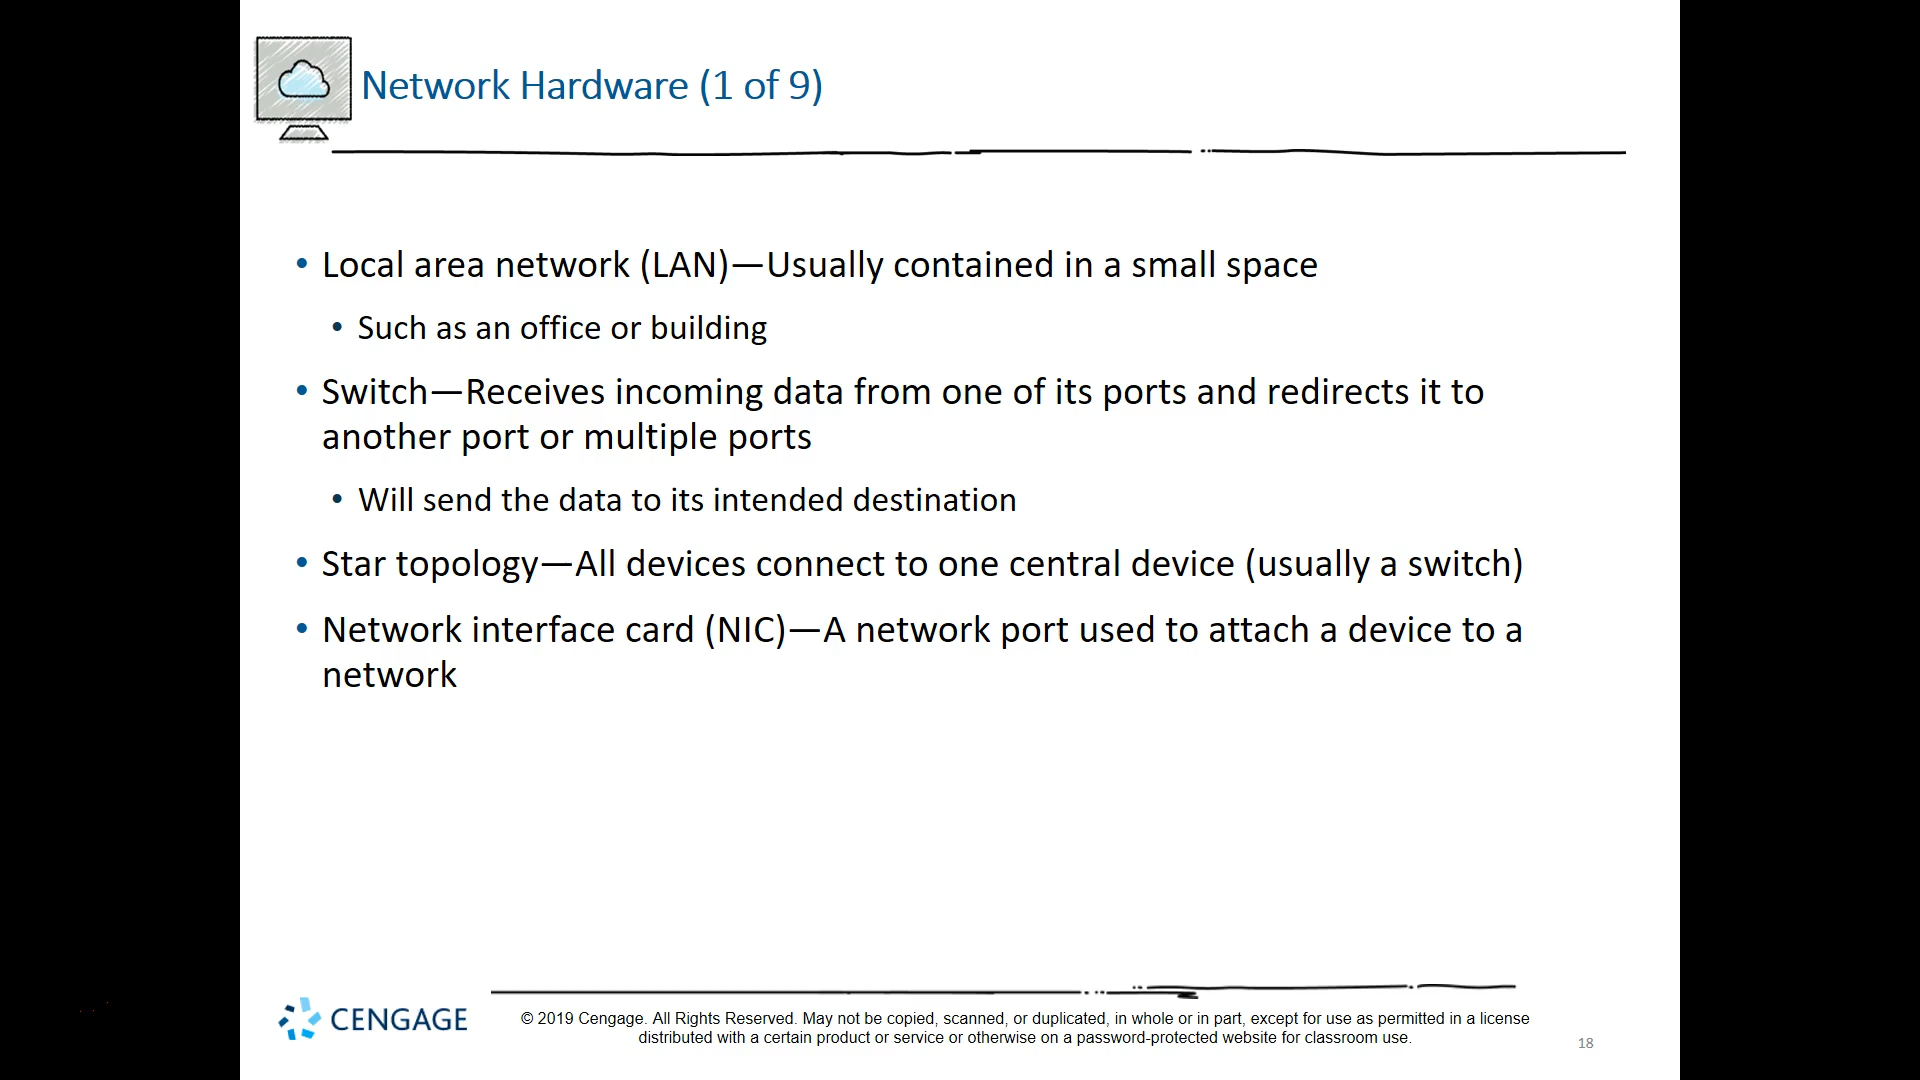 Network Hardware (1 of 9)
• Local area network (LAN)—Usually contained in a small space
• Such as an office or building
• Switch—Receives incoming data from one of its ports and redirects it to
another port or multiple ports
• Will send the data to its intended destination
• Star topology—All devices connect to one central device (usually a switch)
• Network interface card (NIC)—A network port used to attach a device to a
network
CENGAGE
© 2019 Cengage. All Rights Reserved. May not be copied, scanned, or duplicated, in whole or in part, except for use as permitted in a license
distributed with a certain product or service or otherwise on a password-protected website for classroom use.
18